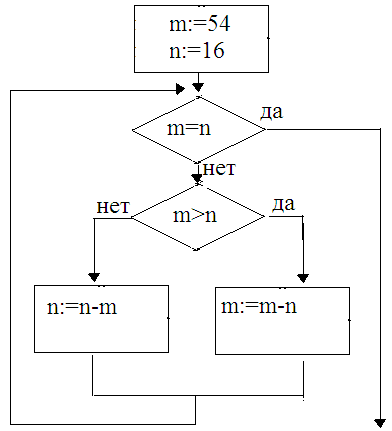 m:=54
n:=16
m=n
да
нет
m>n
нет
да
n:=n-m
m:=m-n